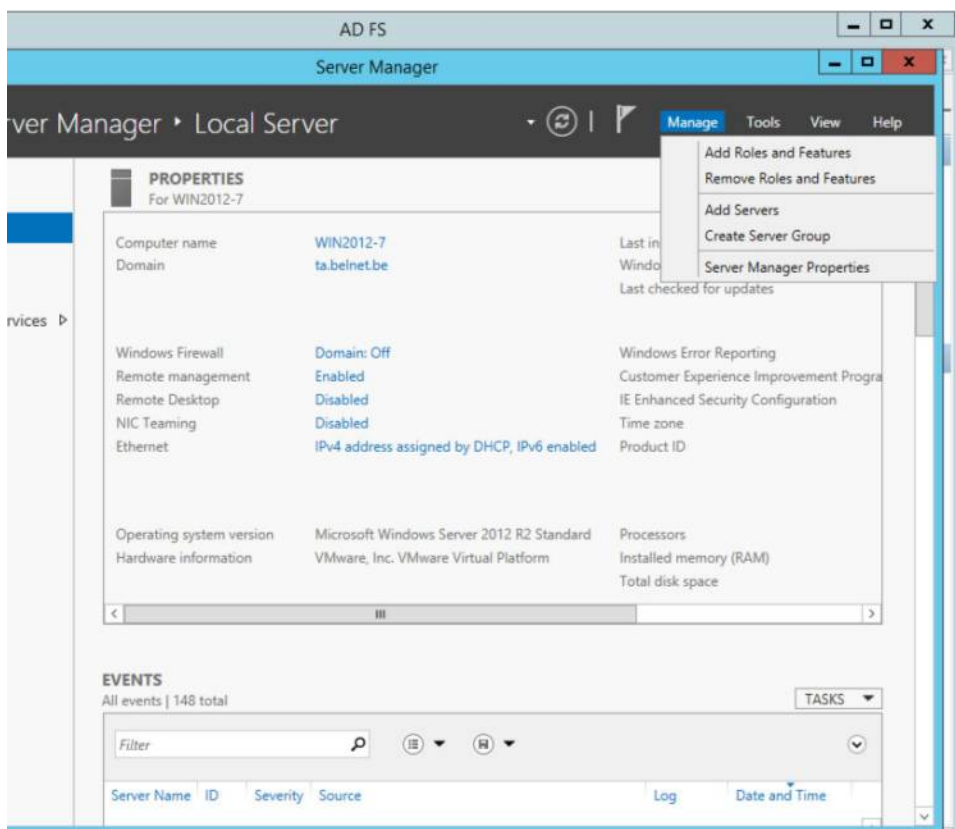 AD FS
Server Manager
rver Manager • Local Server
Manage Tools View Help
Add Roles and Features
Remove Roles and Features
Add Servers
Create Server Group
Server Manager Properties
PROPERTIES
For WIN2012-7
Computer name WIN2012-7 Last in
Domain ta.belnet.be Windo
Last checked for updates
rvices
Windows Firewall Domain: Off Windows Error Reporting
Remote management Enabled Customer Experience Improvement Progra
Remote Desktop Disabled IE Enhanced Security Configuration
NIC Teaming Disabled Time zone
Ethernet IPv4 address assigned by DHCP, IPv6 enabled Product ID
Operating system version Microsoft Windows Server 2012 R2 Standard Processors
Hardware information VMware, Inc. VMware Virtual Platform Installed memory (RAM)
Total disk space
EVENTS
All events | 148 total TASKS
Filter
Server Name ID Severity Source Log Date and Time